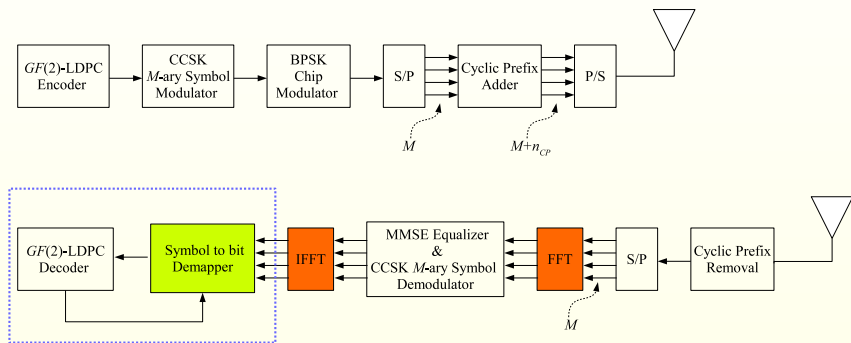 GF(2)-LDPC
Encoder
CCSK
M-ary Symbol
Modulator
BPSK
Chip
Modulator
S/P
Cyclic Prefix
Adder
P/S
M
M+nCP
GF(2)-LDPC
Decoder
Symbol to bit
Demapper
IFFT
MMSE Equalizer
&
CCSK M-ary Symbol
Demodulator
FFT
S/P
Cyclic Prefix
Removal
M